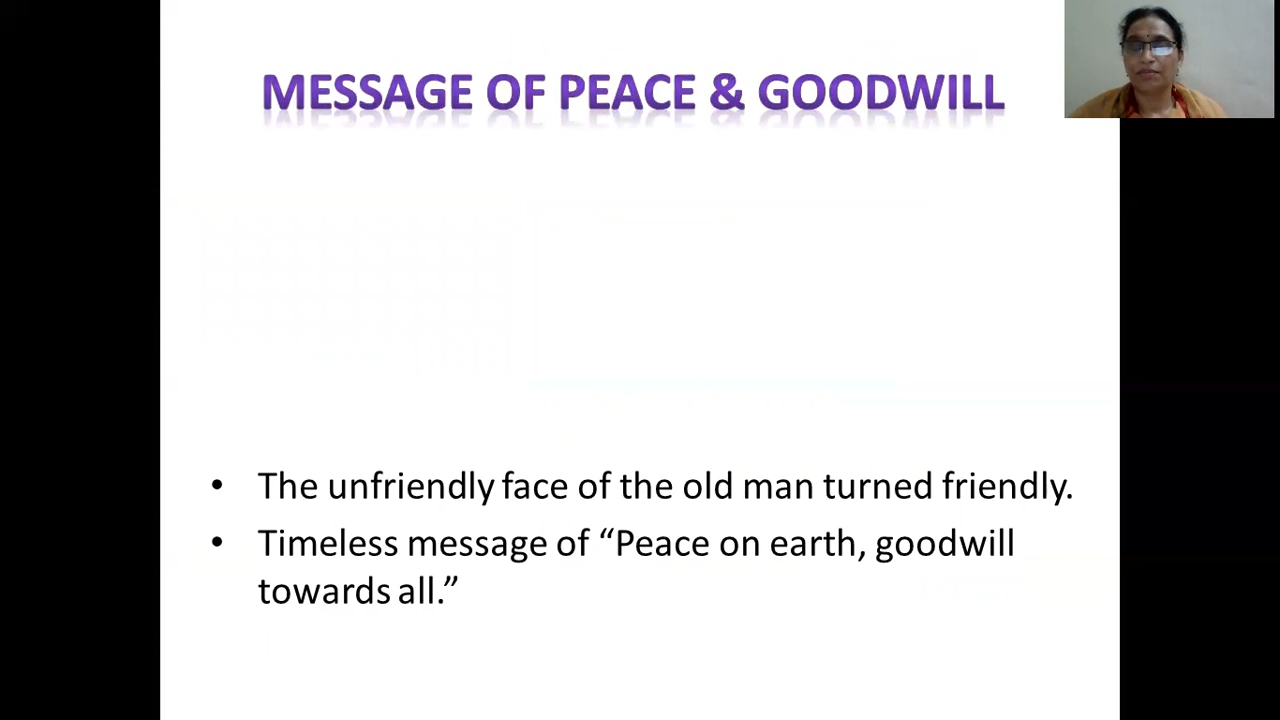 MESSAGE OF PEACE & GOODWILL
• The unfriendly face of the old man turned friendly.
• Timeless message of “Peace on earth, goodwill
towards all.”